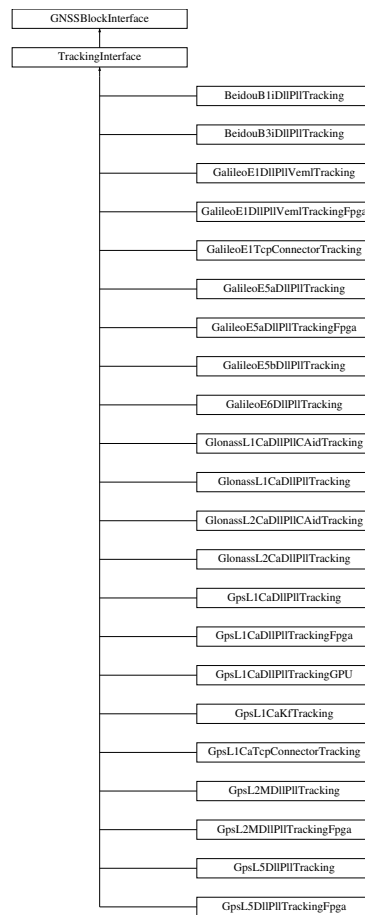 GNSSBlockInterface
TrackingInterface
BeidouB1iDllPllTracking
BeidouB3iDllPllTracking
GalileoE1DllPllVemlTracking
GalileoE1DllPllVemlTrackingFpga
GalileoE1TcpConnectorTracking
GalileoE5aDllPllTracking
GalileoE5aDllPllTrackingFpga
GalileoE5bDllPllTracking
GalileoE6DllPllTracking
GlonassL1CaDllPllCAidTracking
GlonassL1CaDllPllTracking
GlonassL2CaDllPllCAidTracking
GlonassL2CaDllPllTracking
GpsL1CaDllPllTracking
GpsL1CaDllPllTrackingFpga
GpsL1CaDllPllTrackingGPU
GpsL1CaKfTracking
GpsL1CaTcpConnectorTracking
GpsL2MDllPllTracking
GpsL2MDllPllTrackingFpga
GpsL5DllPllTracking
GpsL5DllPllTrackingFpga